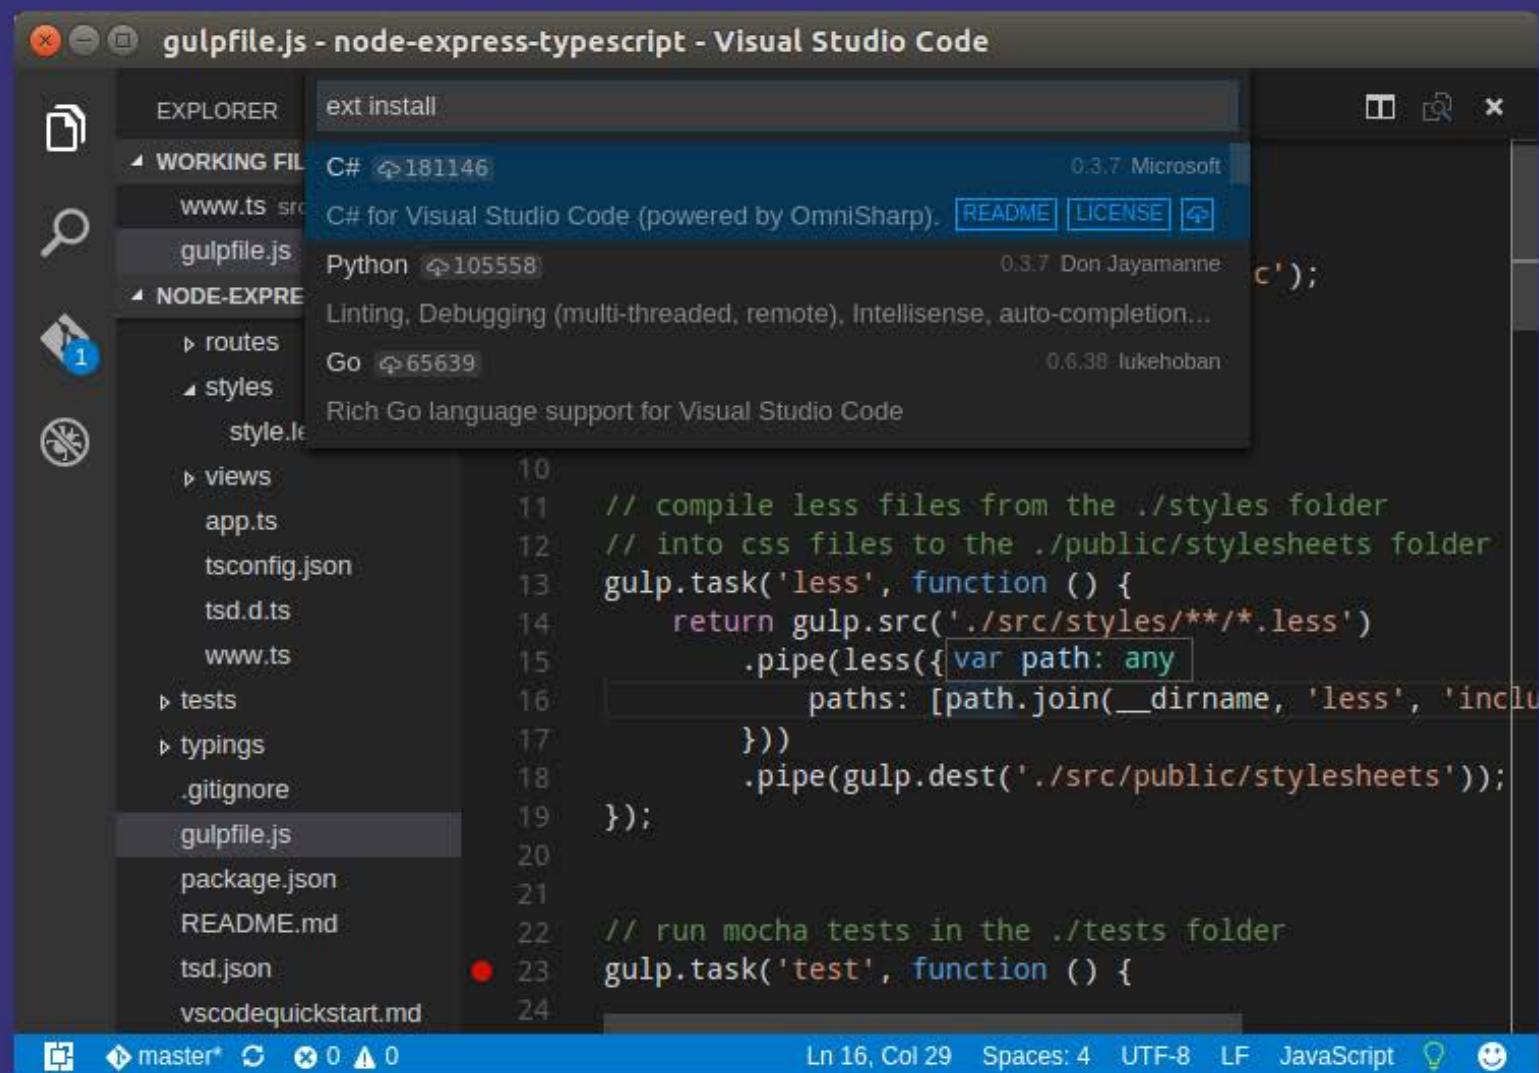 gulpfile.js - node-express-typescript - Visual Studio Code
EXPLORER
WORKING FIL
www.ts src
gulpfile.js
NODE-EXPRE
routes
styles
style.le
views
app.ts
tsconfig.json
tsd.d.ts
www.ts
tests
typings
.gitignore
gulpfile.js
package.json
README.md
tsd.json
vscodequickstart.md
1
ext install
C# 181146 0.3.7 Microsoft
C# for Visual Studio Code (powered by OmniSharp). README LICENSE
Python 105558 0.3.7 Don Jayamanne
Linting, Debugging (multi-threaded, remote), Intellisense, auto-completion...
Go 65639 0.6.38 lukehoban
Rich Go language support for Visual Studio Code
c');
10
11 // compile less files from the ./styles folder
12 // into css files to the ./public/stylesheets folder
13 gulp.task('less', function () {
14 return gulp.src('./src/styles/**/*.less')
15 .pipe(less({ var path: any
16 paths: [path.join(__dirname, 'less', 'inclu
17 }))
18 .pipe(gulp.dest('./src/public/stylesheets'));
19 });
20
21
22 // run mocha tests in the ./tests folder
23 gulp.task('test', function () {
24
master* 0 0 Ln 16, Col 29 Spaces: 4 UTF-8 LF JavaScript